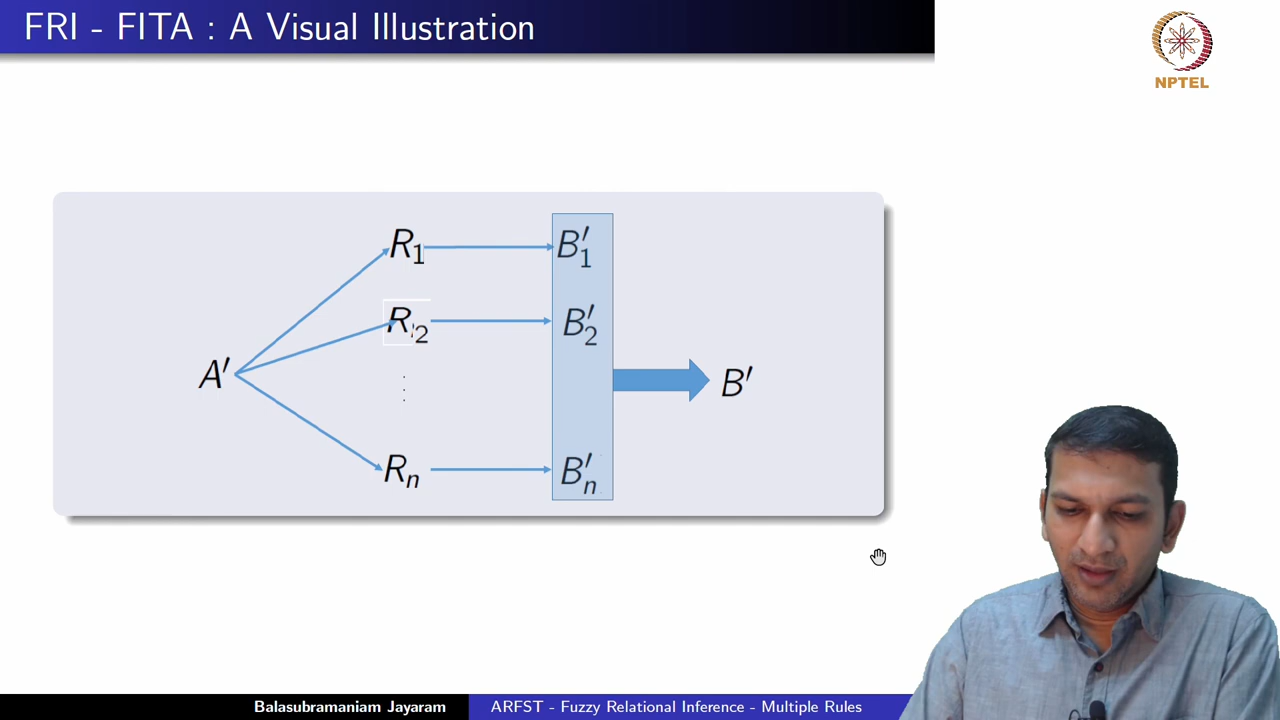 FRI - FITA : A Visual Illustration
NPTEL
R₁ B′₁
R₂ B′₂
A′ ⋮ B′
Rₙ B′ₙ
Balasubramaniam Jayaram ARFST - Fuzzy Relational Inference - Multiple Rules